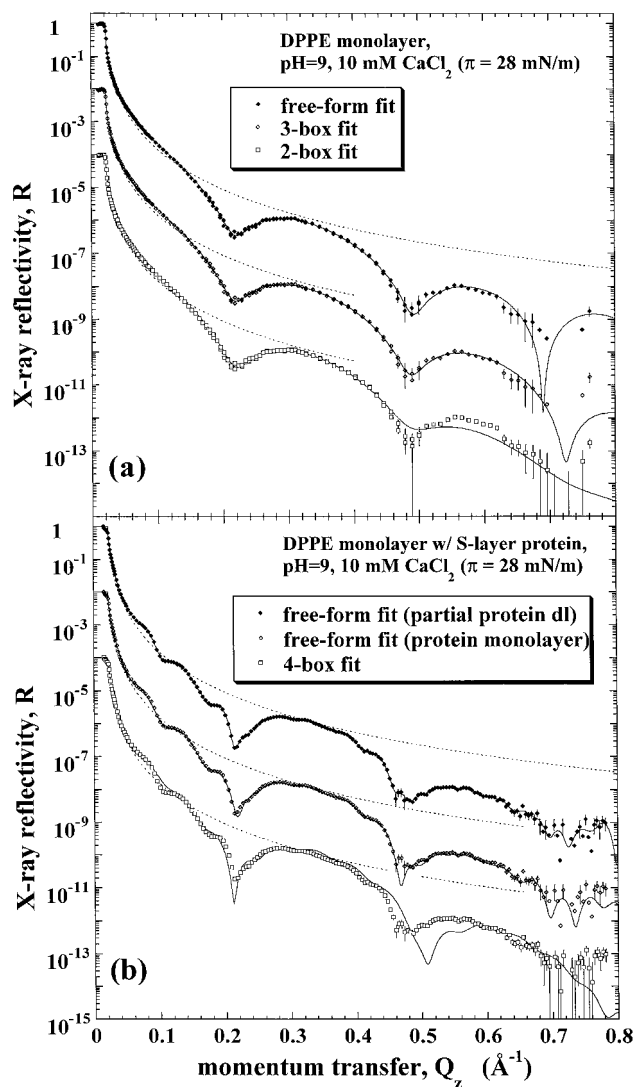 DPPE monolayer,
pH=9, 10 mM CaCl₂ (π = 28 mN/m)
free-form fit
3-box fit
2-box fit
1
10⁻¹
10⁻³
10⁻⁵
10⁻⁷
10⁻⁹
10⁻¹¹
10⁻¹³
X-ray reflectivity, R
(a)
DPPE monolayer w/ S-layer protein,
pH=9, 10 mM CaCl₂ (π = 28 mN/m)
free-form fit (partial protein dl)
free-form fit (protein monolayer)
4-box fit
1
10⁻¹
10⁻³
10⁻⁵
10⁻⁷
10⁻⁹
10⁻¹¹
10⁻¹³
10⁻¹⁵
X-ray reflectivity, R
(b)
0 0.1 0.2 0.3 0.4 0.5 0.6 0.7 0.8
momentum transfer, Q_z (Å⁻¹)